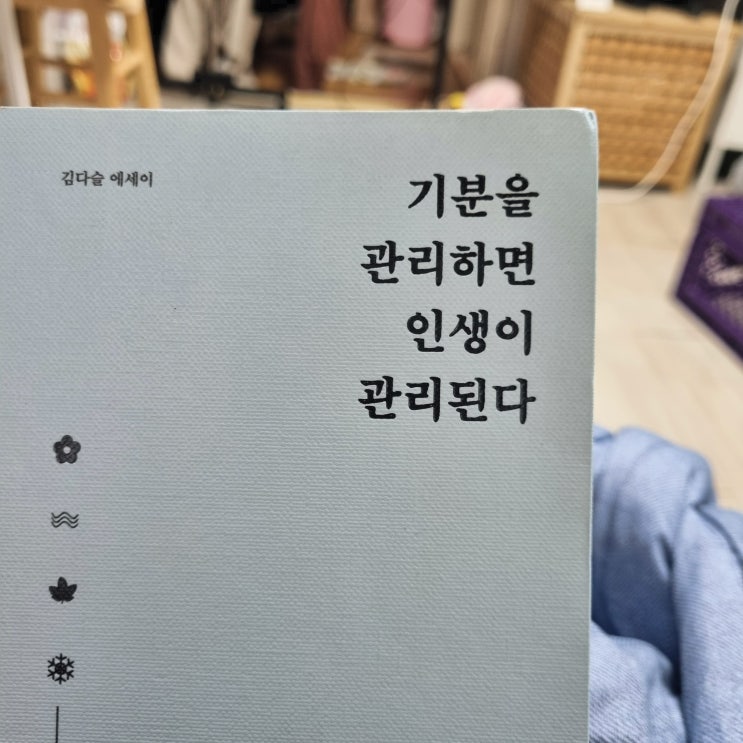 김다슬 에세이
기분을
관리하면
인생이
관리된다